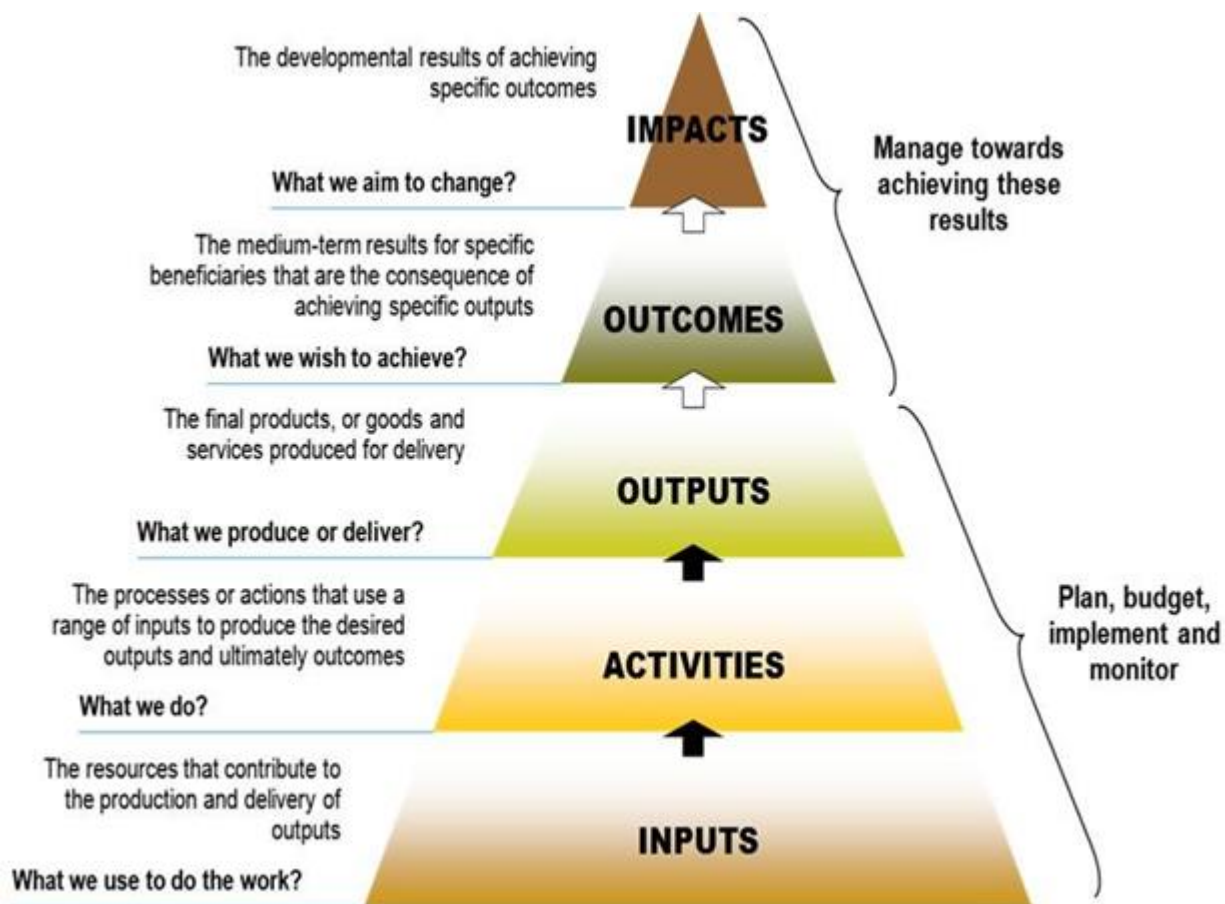 The developmental results of achieving
specific outcomes
IMPACTS
What we aim to change?
Manage towards
achieving these
results
The medium-term results for specific
beneficiaries that are the consequence of
achieving specific outputs
OUTCOMES
What we wish to achieve?
The final products, or goods and
services produced for delivery
OUTPUTS
What we produce or deliver?
The processes or actions that use a
range of inputs to produce the desired
outputs and ultimately outcomes
ACTIVITIES
What we do?
Plan, budget,
implement and
monitor
The resources that contribute to
the production and delivery of
outputs
INPUTS
What we use to do the work?